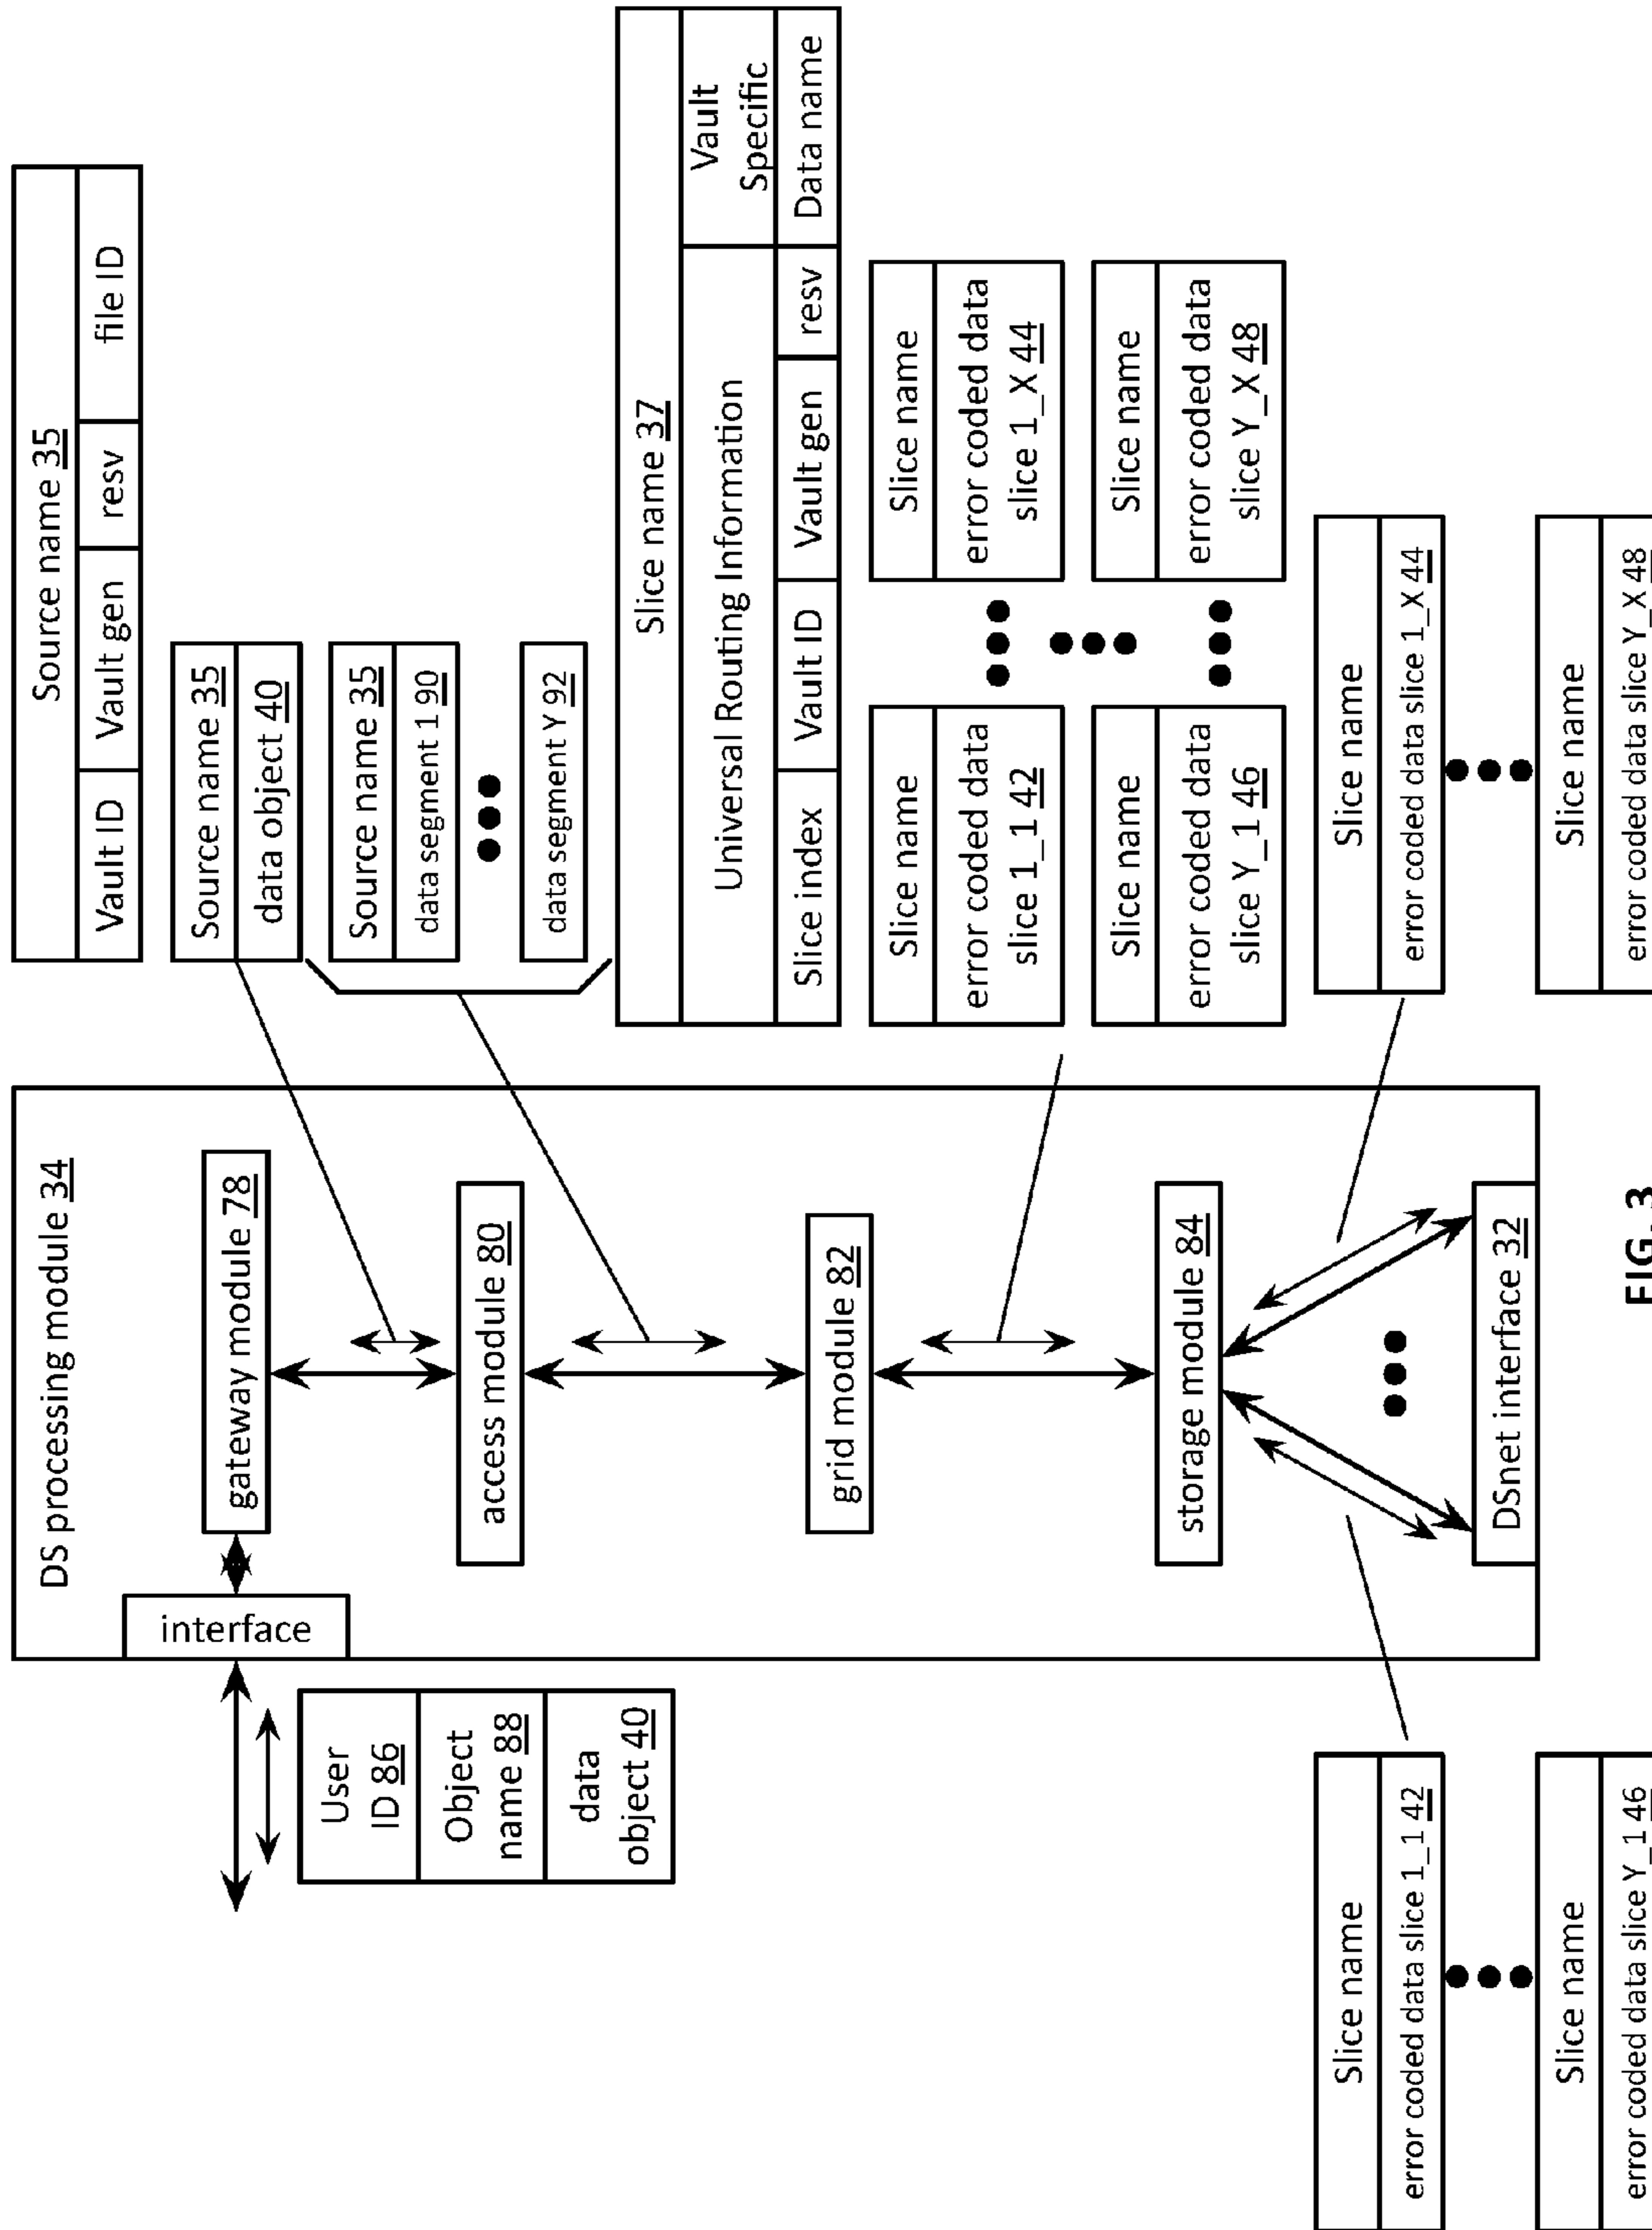 DS processing module 34
interface
gateway module 78
access module 80
grid module 82
storage module 84
DSnet interface 32
User
ID 86
Object
name 88
data
object 40
Source name 35
Vault ID
Vault gen
resv
file ID
Source name 35
data object 40
Source name 35
data segment 1 90
data segment Y 92
Slice name 37
Universal Routing Information
Vault
Specific
Slice index
Vault ID
Vault gen
resv
Data name
Slice name
error coded data
slice 1_1 42
Slice name
error coded data
slice 1_X 44
Slice name
error coded data
slice Y_1 46
Slice name
error coded data
slice Y_X 48
Slice name
error coded data slice 1_1 42
Slice name
error coded data slice Y_1 46
Slice name
error coded data slice 1_X 44
Slice name
error coded data slice Y_X 48
FIG. 3